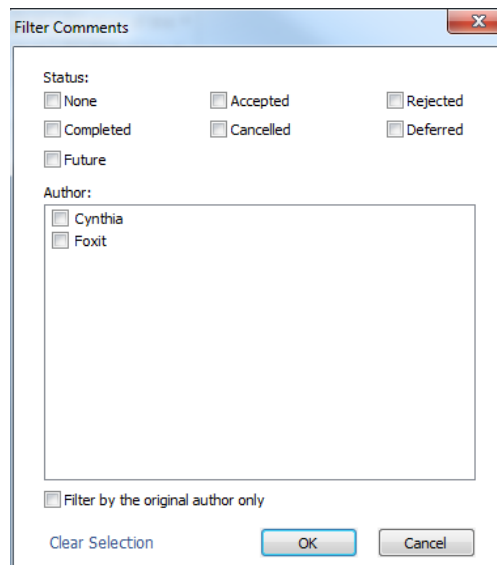 Filter Comments
X
Status:
None Accepted Rejected
Completed Cancelled Deferred
Future
Author:
Cynthia
Foxit
Filter by the original author only
Clear Selection OK Cancel